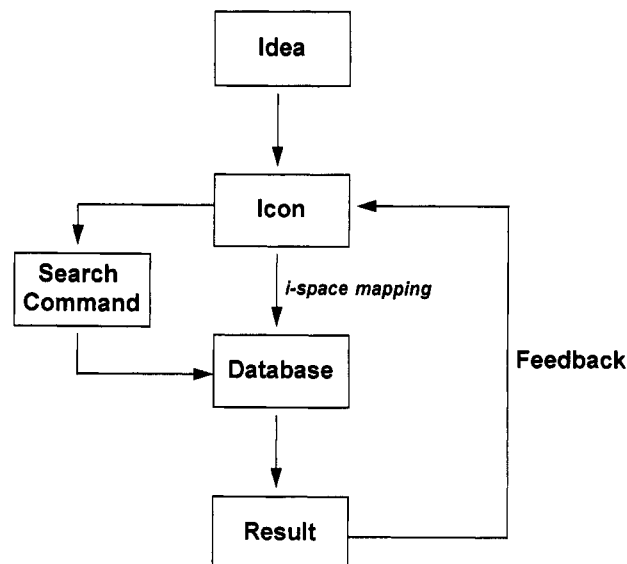 Idea
Icon
Search
Command
i-space mapping
Database
Feedback
Result